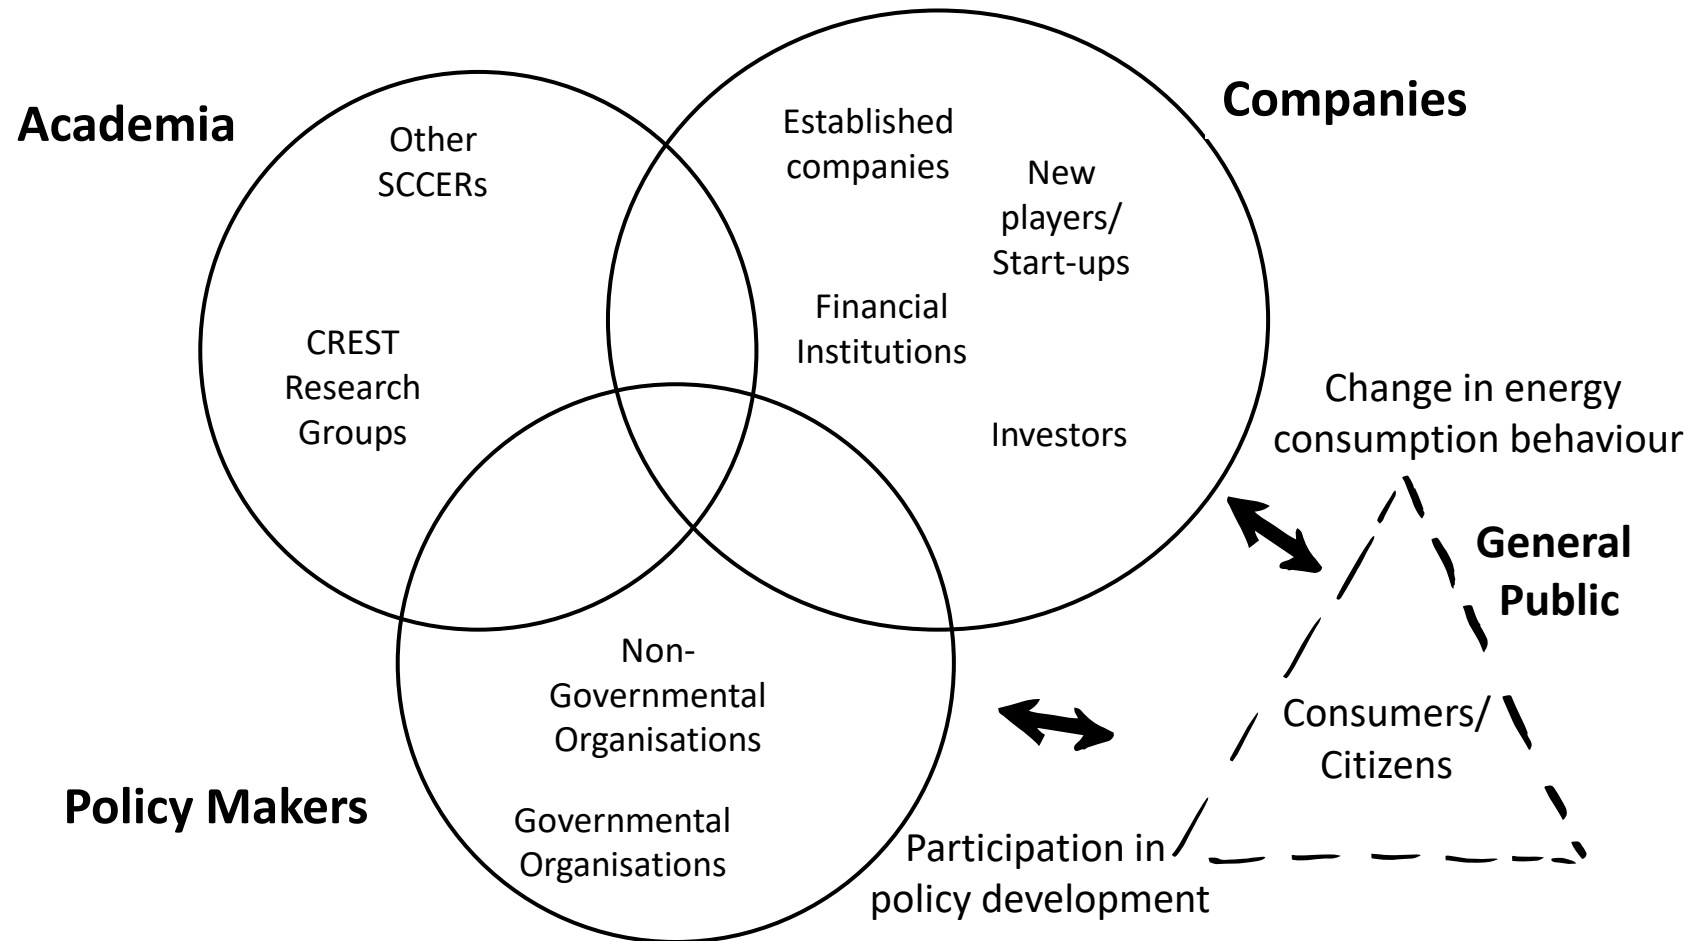 Academia
Other
SCCERs
CREST
Research
Groups
Companies
Established
companies
New
players/
Start-ups
Financial
Institutions
Investors
Change in energy
consumption behaviour
General
Public
Consumers/
Citizens
Non-
Governmental
Organisations
Policy Makers
Governmental
Organisations
Participation in
policy development